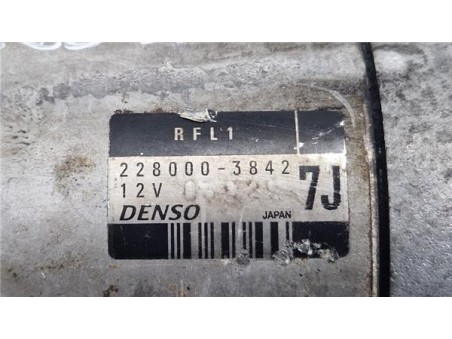 RFL1
228000-3842
12V
7J
DENSO
JAPAN